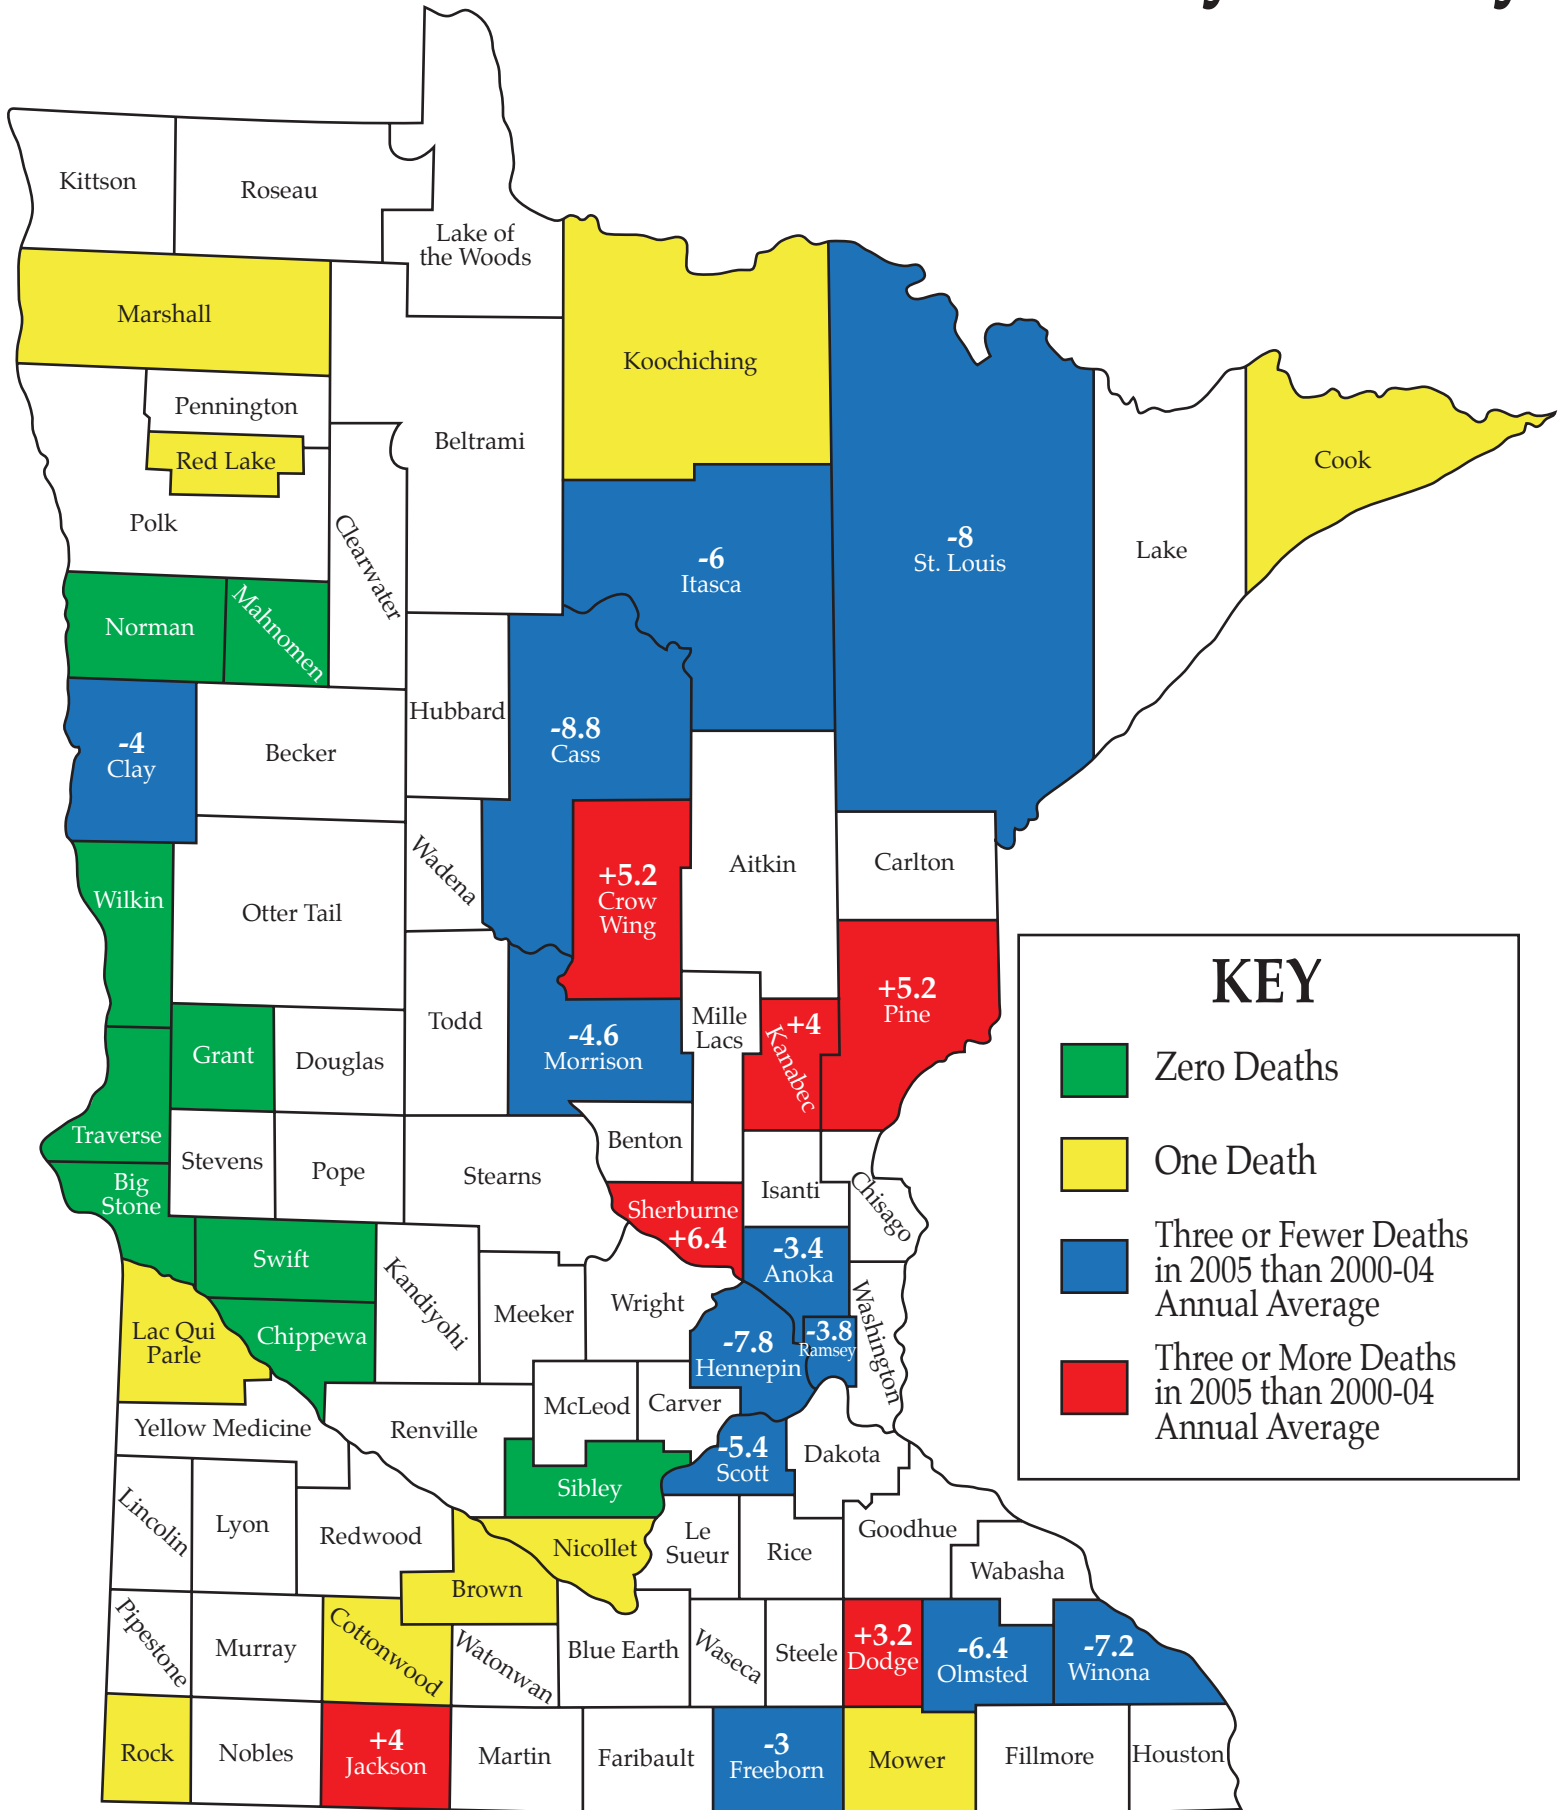 Kittson
Roseau
Lake of
the Woods
Marshall
Koochiching
Pennington
Red Lake
Beltrami
Cook
Polk
Clearwater
-6
Itasca
-8
St. Louis
Lake
Norman
Mahnomen
Hubbard
-4
Clay
Becker
-8.8
Cass
Wadena
Aitkin
Carlton
+5.2
Crow
Wing
Wilkin
Otter Tail
+5.2
Pine
Todd
Mille
Lacs
+4
Kanabec
Grant
Douglas
-4.6
Morrison
Traverse
Stevens
Pope
Benton
Stearns
Big
Stone
Isanti
Chisago
Sherburne
+6.4
Swift
Kandiyohi
-3.4
Anoka
Meeker
Wright
Washington
Lac Qui
Parle
Chippewa
-7.8
Hennepin
-3.8
Ramsey
McLeod
Carver
Yellow Medicine
Renville
-5.4
Scott
Dakota
Sibley
Lincolin
Lyon
Redwood
Nicollet
Le
Sueur
Rice
Goodhue
Wabasha
Brown
Pipestone
Murray
Cottonwood
Watonwan
Blue Earth
Waseca
Steele
+3.2
Dodge
-6.4
Olmsted
-7.2
Winona
Rock
Nobles
+4
Jackson
Martin
Faribault
-3
Freeborn
Mower
Fillmore
Houston
KEY
Zero Deaths
One Death
Three or Fewer Deaths
in 2005 than 2000-04
Annual Average
Three or More Deaths
in 2005 than 2000-04
Annual Average